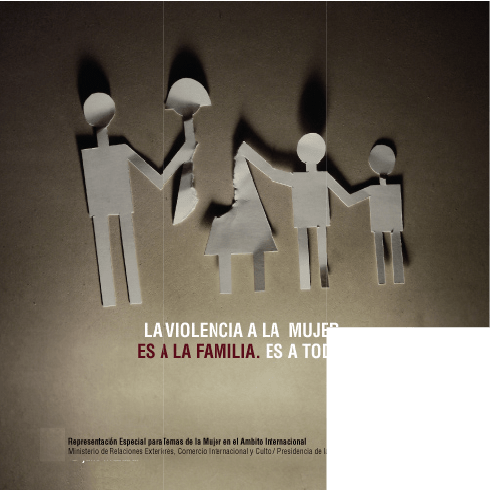 LA VIOLENCIA A LA MUJER
ES A LA FAMILIA. ES A
Representación Especial para Temas de la Mujer en el Ambito Internacional
Ministerio de Relaciones Exteriores, Comercio Internacional y Culto / Presidencia de